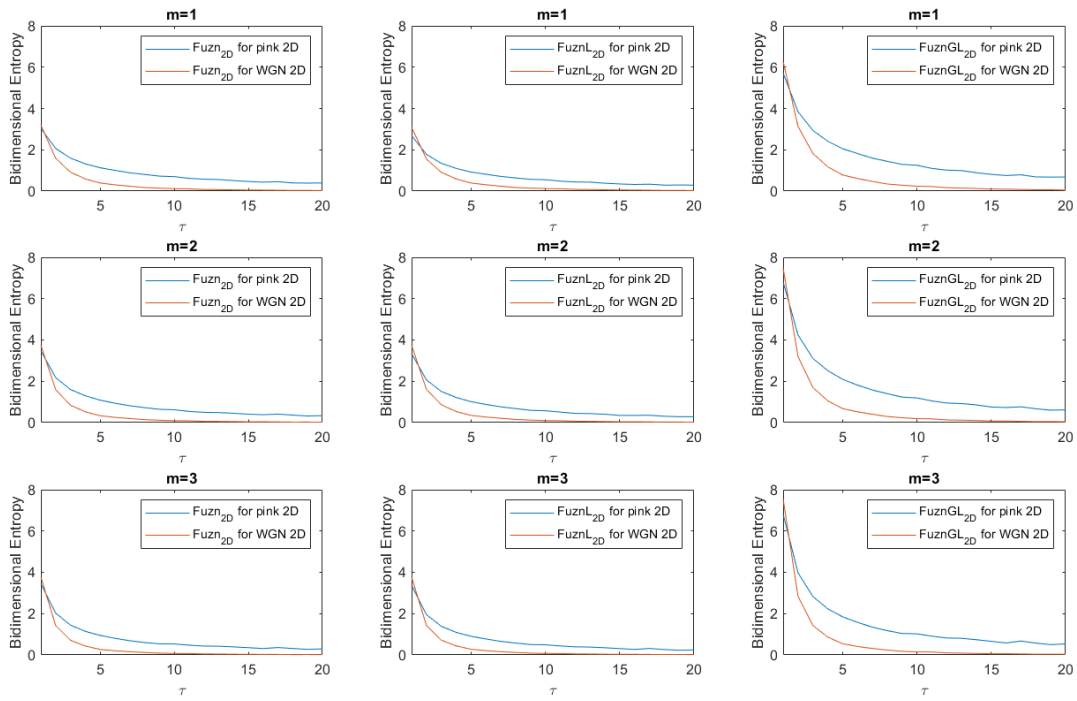 m=1
Bidimensional Entropy
8
6
4
2
0
Fuzn2D for pink 2D
Fuzn2D for WGN 2D
5 10 15 20
τ
m=1
Bidimensional Entropy
8
6
4
2
0
FuznL2D for pink 2D
FuznL2D for WGN 2D
5 10 15 20
τ
m=1
Bidimensional Entropy
8
6
4
2
0
FuznGL2D for pink 2D
FuznGL2D for WGN 2D
5 10 15 20
τ
m=2
Bidimensional Entropy
8
6
4
2
0
Fuzn2D for pink 2D
Fuzn2D for WGN 2D
5 10 15 20
τ
m=2
Bidimensional Entropy
8
6
4
2
0
FuznL2D for pink 2D
FuznL2D for WGN 2D
5 10 15 20
τ
m=2
Bidimensional Entropy
8
6
4
2
0
FuznGL2D for pink 2D
FuznGL2D for WGN 2D
5 10 15 20
τ
m=3
Bidimensional Entropy
8
6
4
2
0
Fuzn2D for pink 2D
Fuzn2D for WGN 2D
5 10 15 20
τ
m=3
Bidimensional Entropy
8
6
4
2
0
FuznL2D for pink 2D
FuznL2D for WGN 2D
5 10 15 20
τ
m=3
Bidimensional Entropy
8
6
4
2
0
FuznGL2D for pink 2D
FuznGL2D for WGN 2D
5 10 15 20
τ